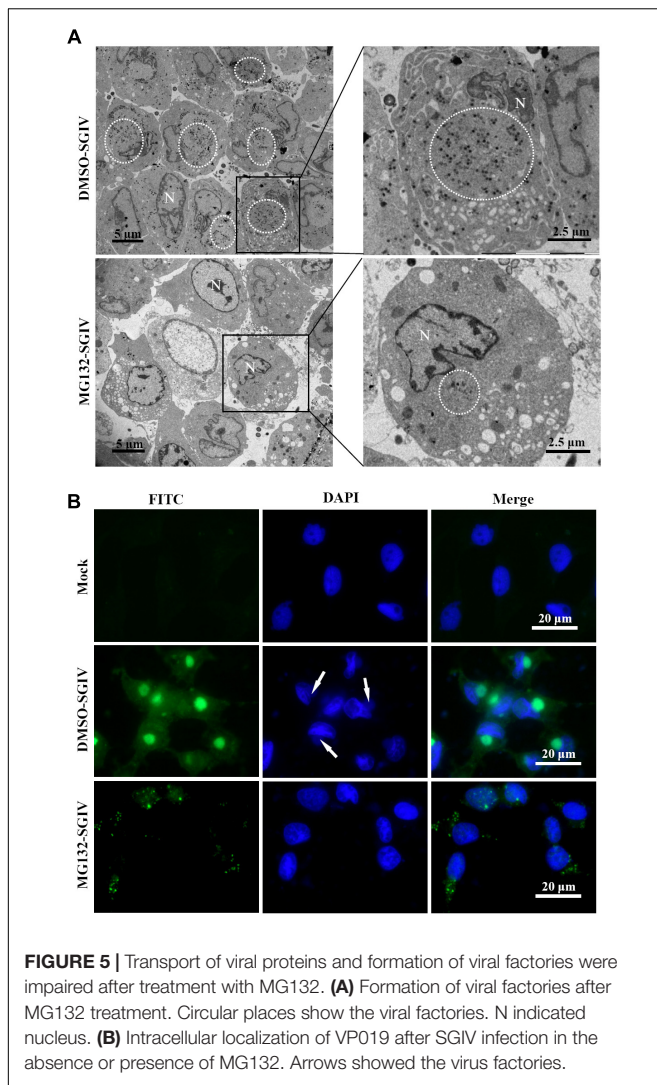 A
DMSO-SGIV
N
5 µm
N
2.5 µm
MG132-SGIV
N
N
5 µm
N
2.5 µm
B
FITC
DAPI
Merge
Mock
20 µm
DMSO-SGIV
20 µm
MG132-SGIV
20 µm
FIGURE 5 | Transport of viral proteins and formation of viral factories were
impaired after treatment with MG132. (A) Formation of viral factories after
MG132 treatment. Circular places show the viral factories. N indicated
nucleus. (B) Intracellular localization of VP019 after SGIV infection in the
absence or presence of MG132. Arrows showed the virus factories.